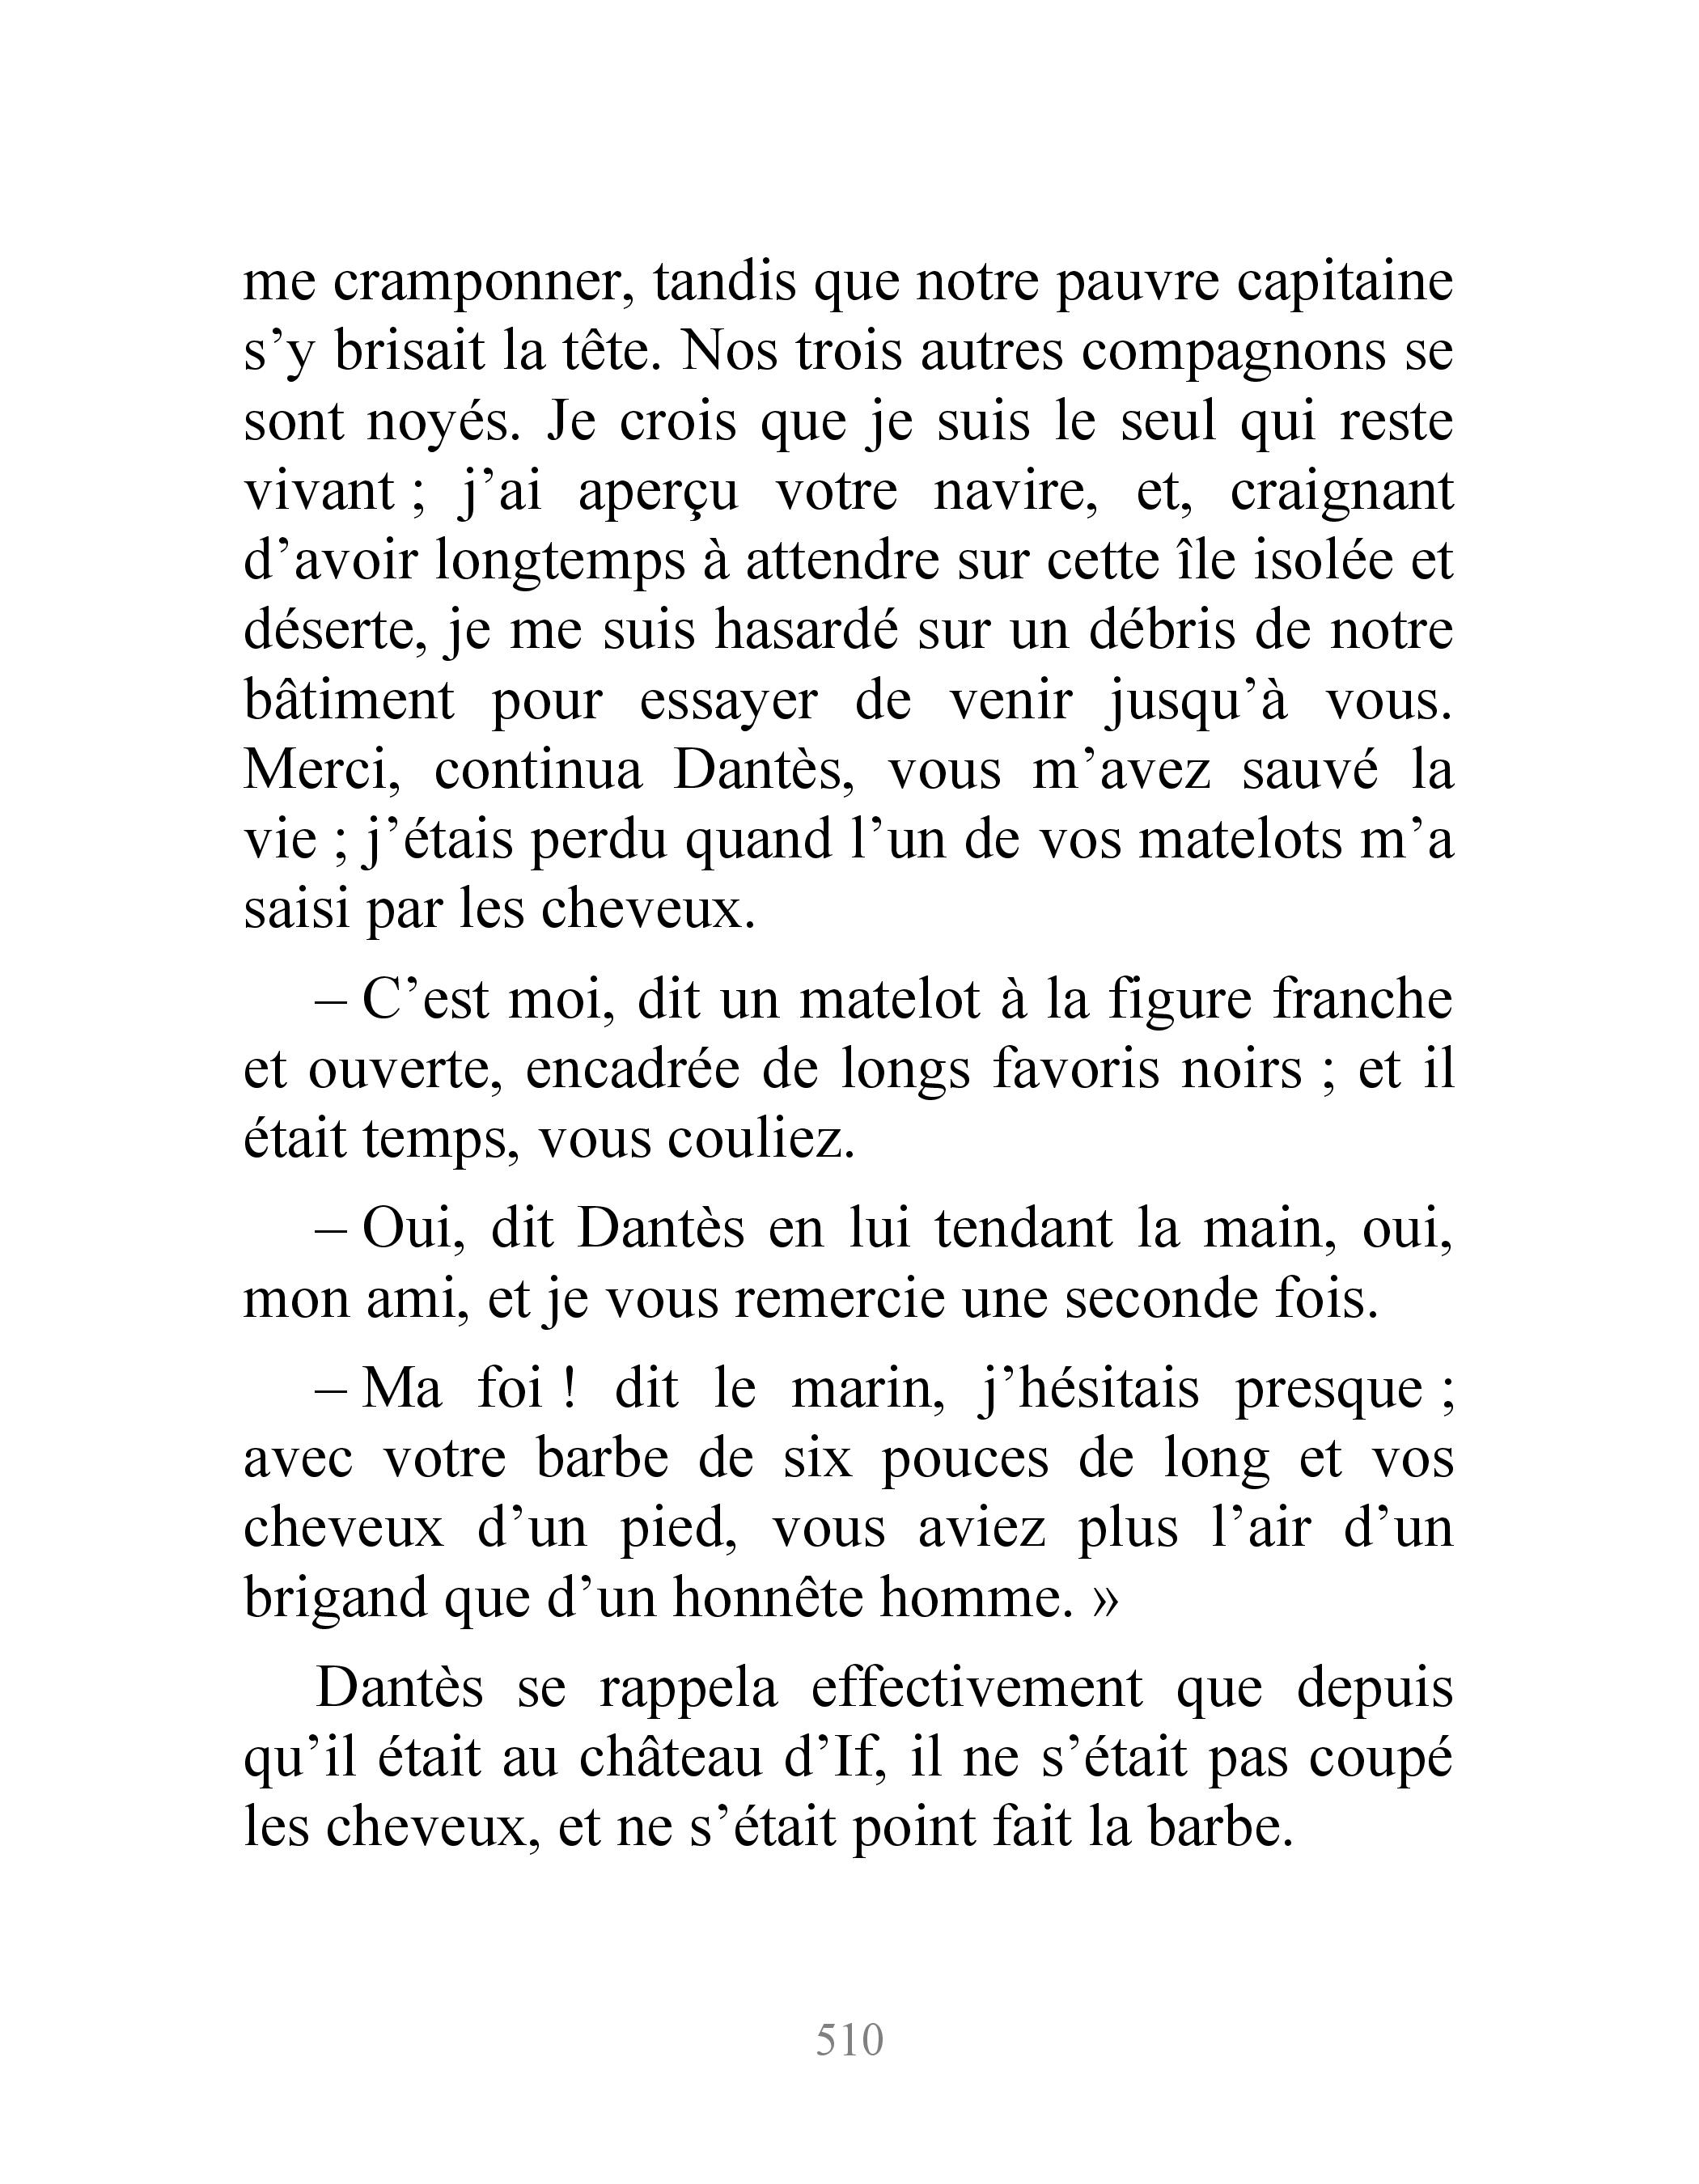 me cramponner, tandis que notre pauvre capitaine
s’y brisait la tête. Nos trois autres compagnons se
sont noyés. Je crois que je suis le seul qui reste
vivant ; j’ai aperçu votre navire, et, craignant
d’avoir longtemps à attendre sur cette île isolée et
déserte, je me suis hasardé sur un débris de notre
bâtiment pour essayer de venir jusqu’à vous.
Merci, continua Dantès, vous m’avez sauvé la
vie ; j’étais perdu quand l’un de vos matelots m’a
saisi par les cheveux.
– C’est moi, dit un matelot à la figure franche
et ouverte, encadrée de longs favoris noirs ; et il
était temps, vous couliez.
– Oui, dit Dantès en lui tendant la main, oui,
mon ami, et je vous remercie une seconde fois.
– Ma foi ! dit le marin, j’hésitais presque ;
avec votre barbe de six pouces de long et vos
cheveux d’un pied, vous aviez plus l’air d’un
brigand que d’un honnête homme. »
Dantès se rappela effectivement que depuis
qu’il était au château d’If, il ne s’était pas coupé
les cheveux, et ne s’était point fait la barbe.
510